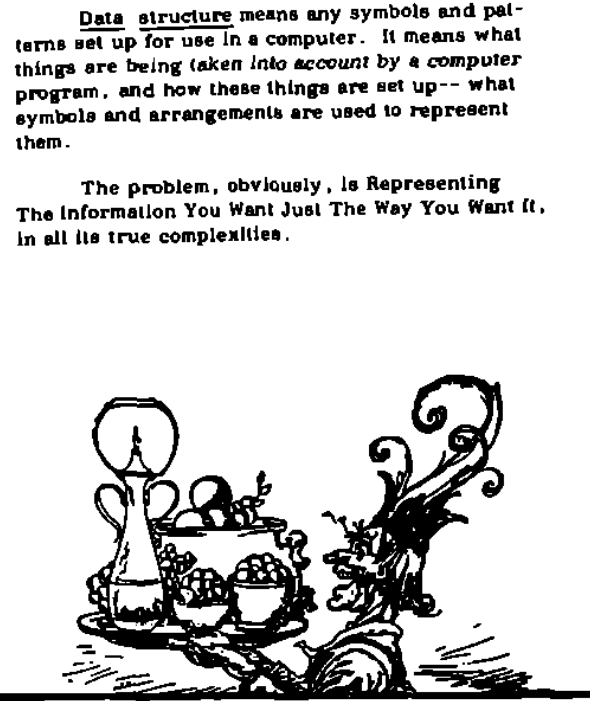 Data structure means any symbols and pat-
terns set up for use in a computer. It means what
things are being taken into account by a computer
program, and how these things are set up-- what
symbols and arrangements are used to represent
them.
The problem, obviously, is Representing
The Information You Want Just The Way You Want It,
in all its true complexities.